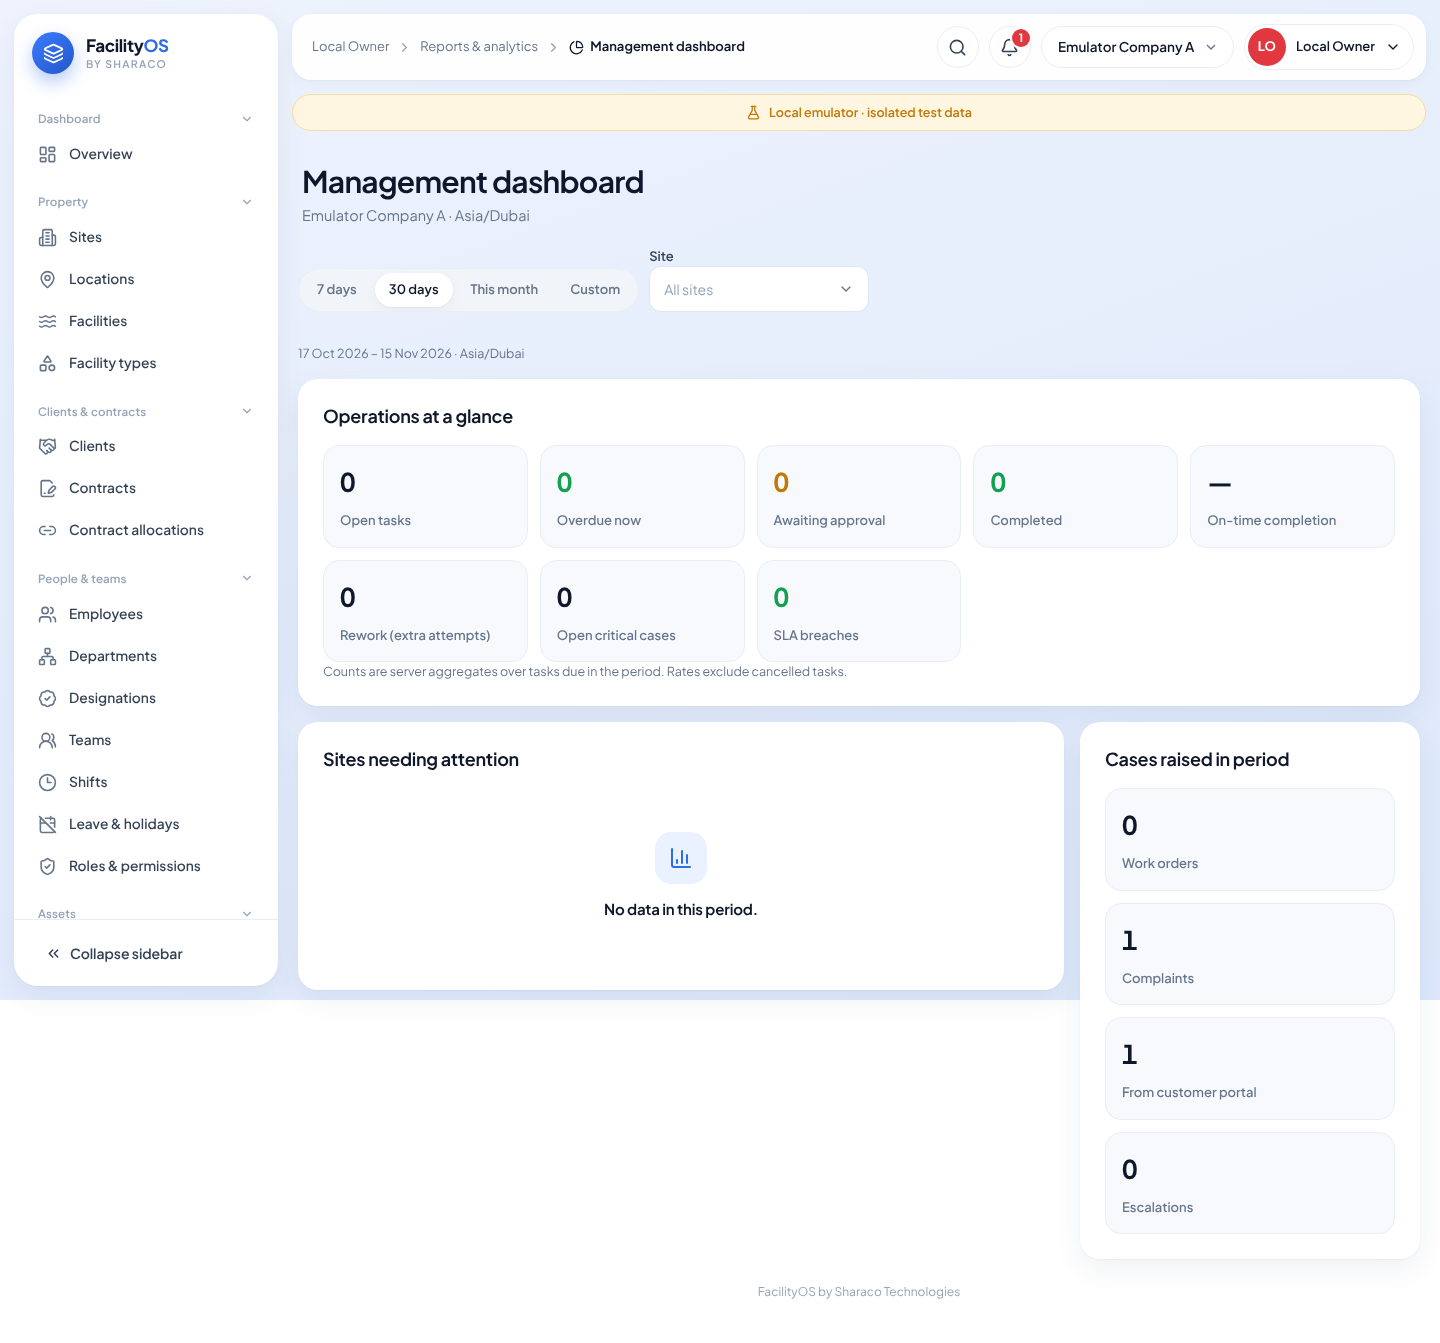 FacilityOS
BY SHARACO
Dashboard
Overview
Property
Sites
Locations
Facilities
Facility types
Clients & contracts
Clients
Contracts
Contract allocations
People & teams
Employees
Departments
Designations
Teams
Shifts
Leave & holidays
Roles & permissions
Assets
Collapse sidebar
Local Owner
Reports & analytics
Management dashboard
1
Emulator Company A
LO
Local Owner
Local emulator · isolated test data
Management dashboard
Emulator Company A · Asia/Dubai
7 days
30 days
This month
Custom
Site
All sites
17 Oct 2026 – 15 Nov 2026 · Asia/Dubai
Operations at a glance
0
Open tasks
0
Overdue now
0
Awaiting approval
0
Completed
—
On-time completion
0
Rework (extra attempts)
0
Open critical cases
0
SLA breaches
Counts are server aggregates over tasks due in the period. Rates exclude cancelled tasks.
Sites needing attention
No data in this period.
Cases raised in period
0
Work orders
1
Complaints
1
From customer portal
0
Escalations
FacilityOS by Sharaco Technologies